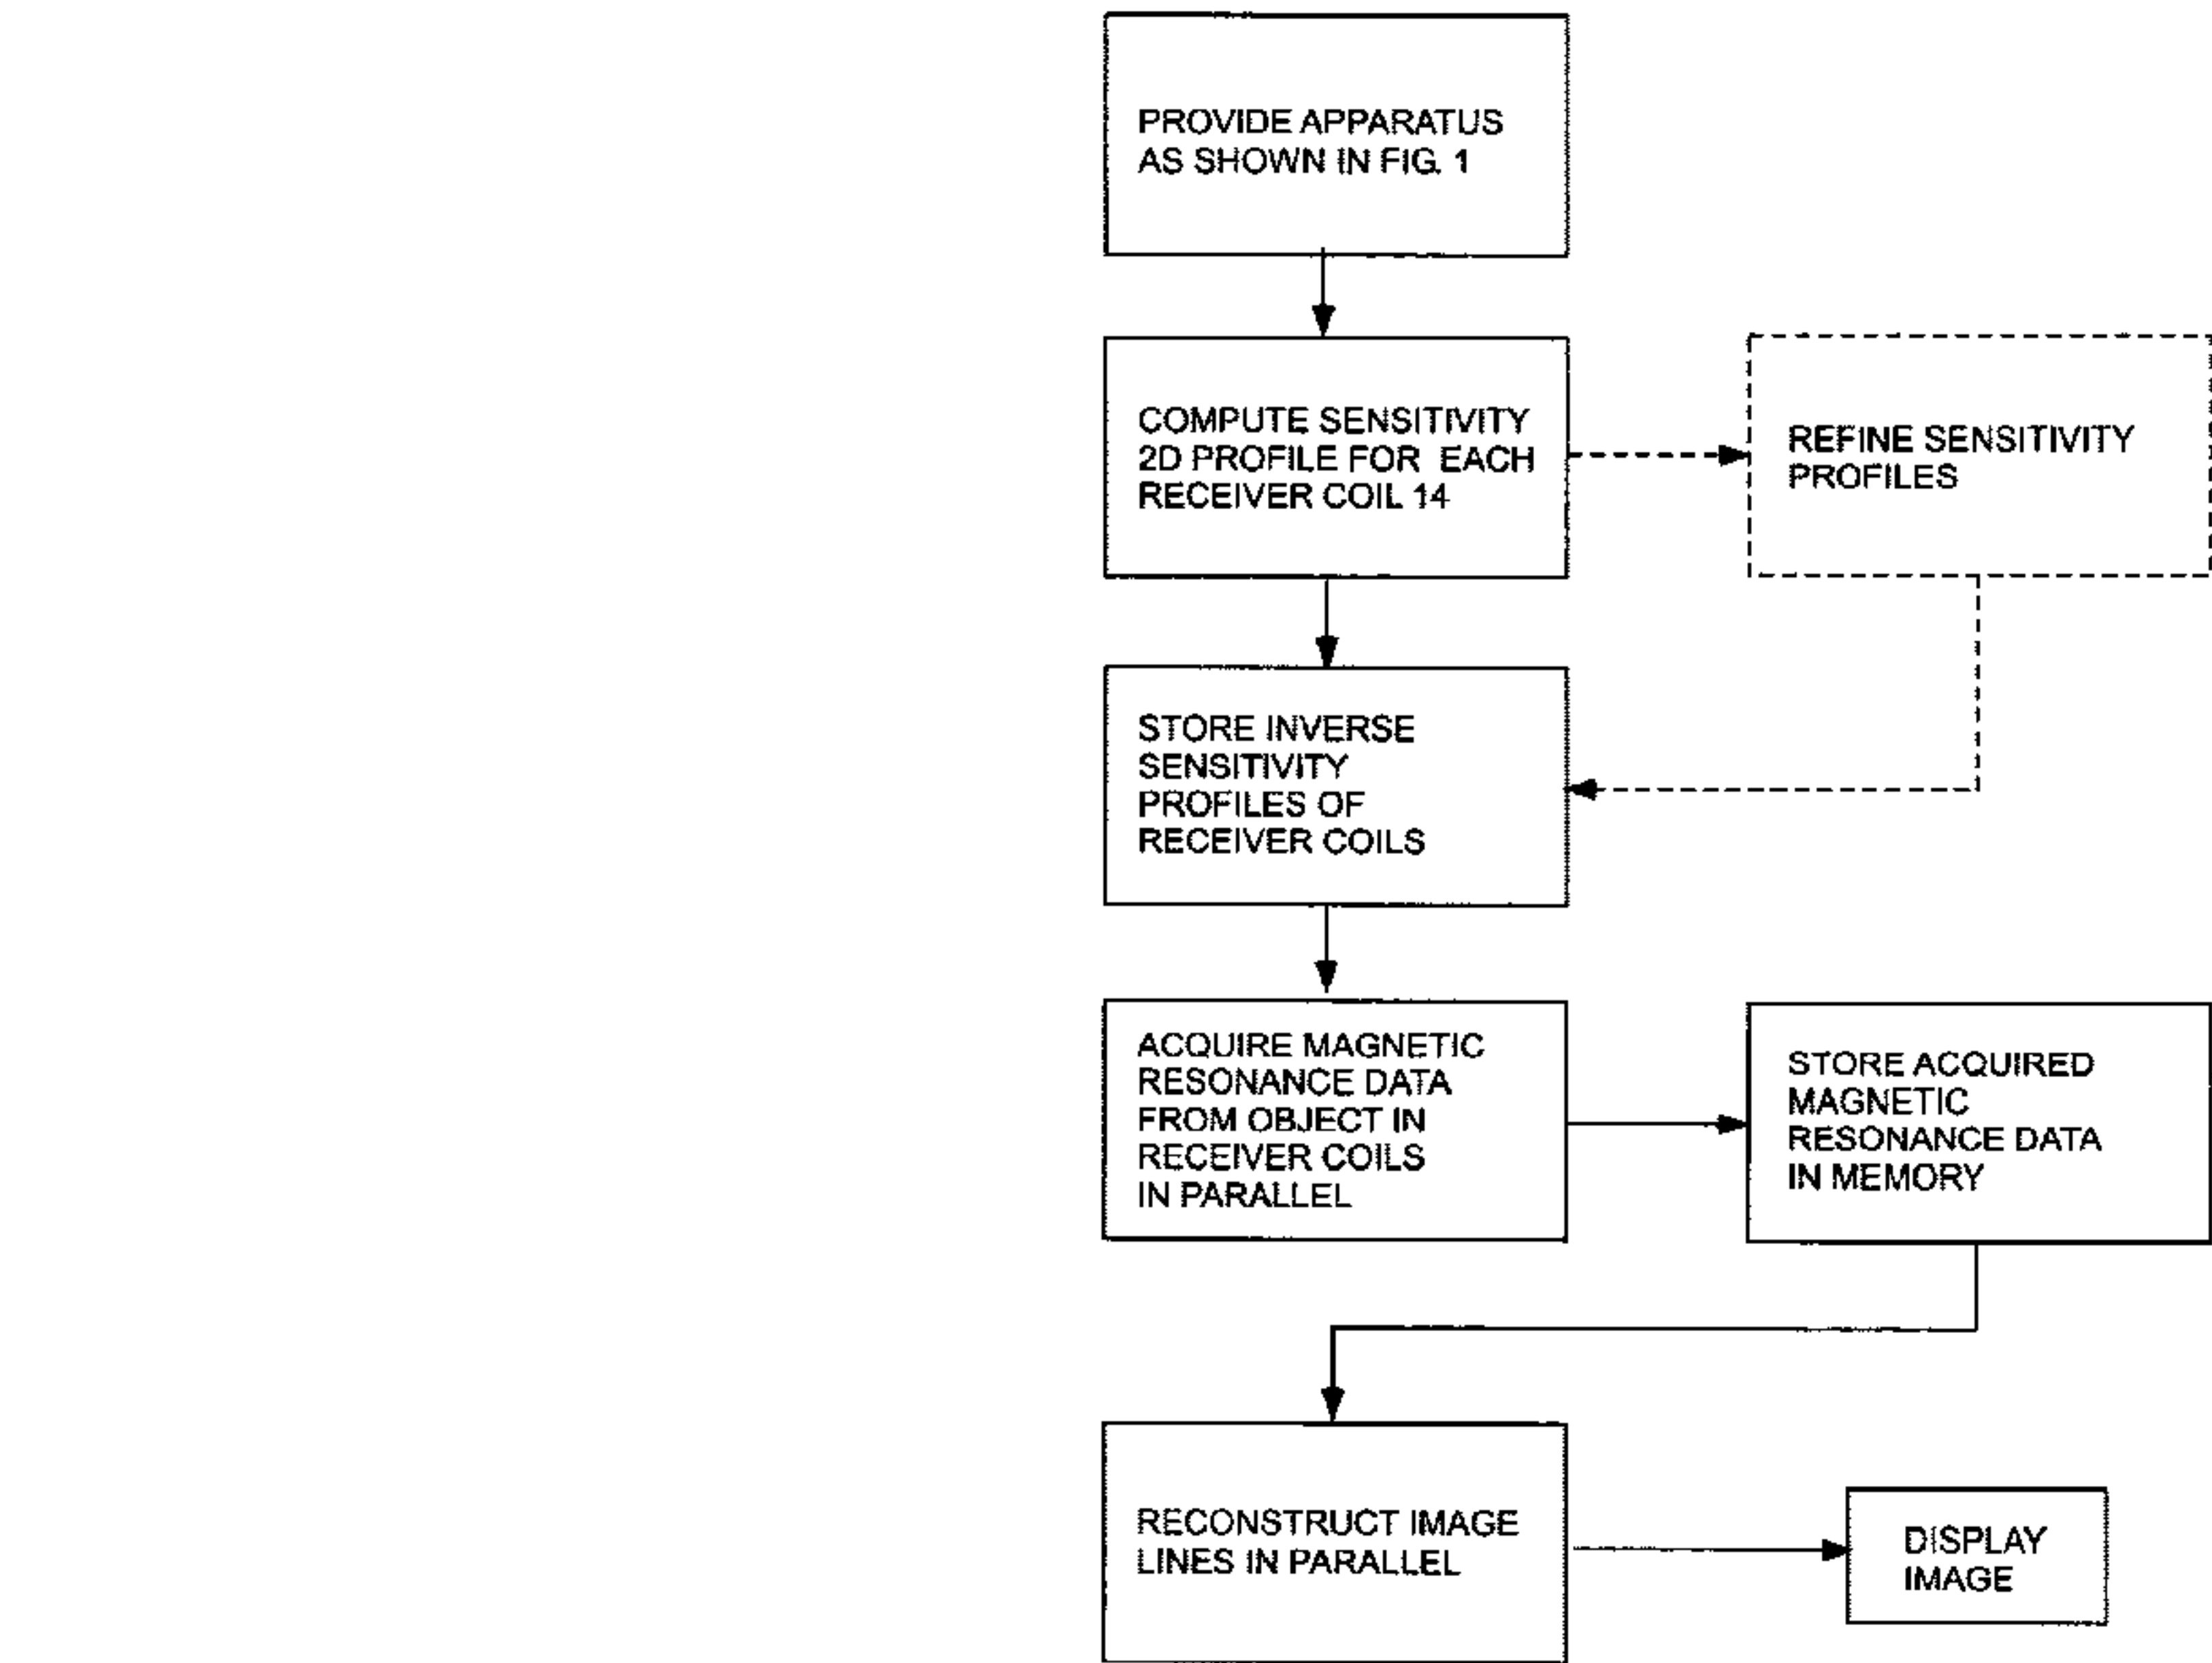 PROVIDE APPARATUS
AS SHOWN IN FIG. 1
COMPUTE SENSITIVITY
2D PROFILE FOR EACH
RECEIVER COIL 14
REFINE SENSITIVITY
PROFILES
STORE INVERSE
SENSITIVITY
PROFILES OF
RECEIVER COILS
ACQUIRE MAGNETIC
RESONANCE DATA
FROM OBJECT IN
RECEIVER COILS
IN PARALLEL
STORE ACQUIRED
MAGNETIC
RESONANCE DATA
IN MEMORY
RECONSTRUCT IMAGE
LINES IN PARALLEL
DISPLAY
IMAGE